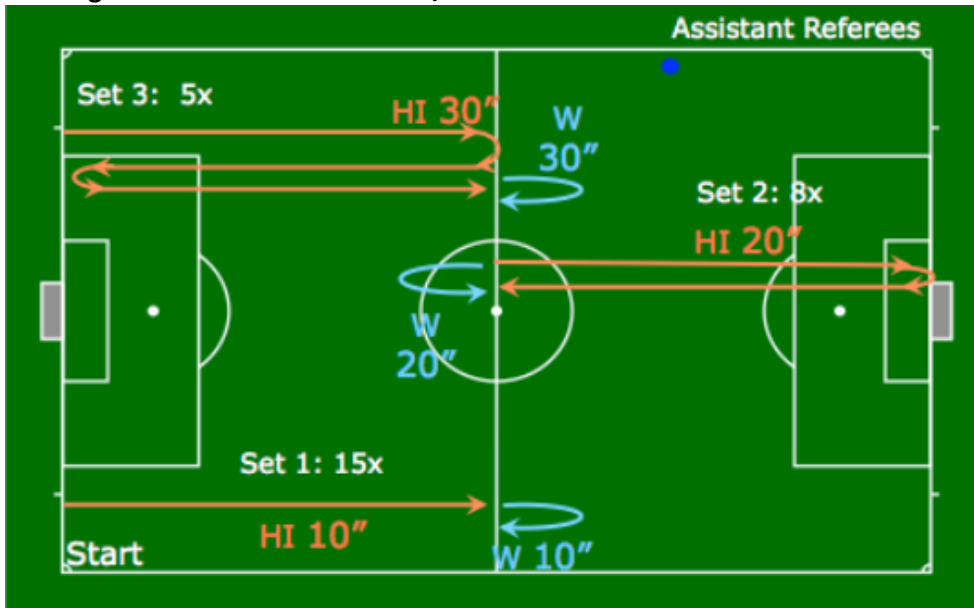 Assistant Referees
Set 3:  5x
HI 30”
W
30”
Set 2: 8x
HI 20”
W
20”
Set 1: 15x
HI 10”
Start
W 10”